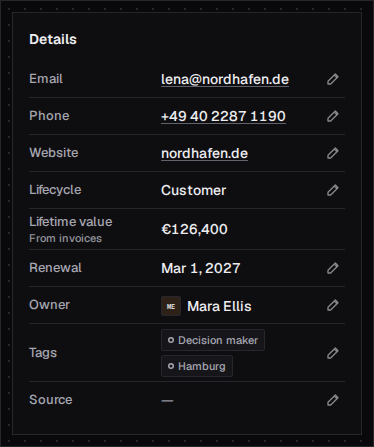 Details
Email lena@nordhafen.de
Phone +49 40 2287 1190
Website nordhafen.de
Lifecycle Customer
Lifetime value €126,400
From invoices
Renewal Mar 1, 2027
Owner ME Mara Ellis
Tags Decision maker
Hamburg
Source —